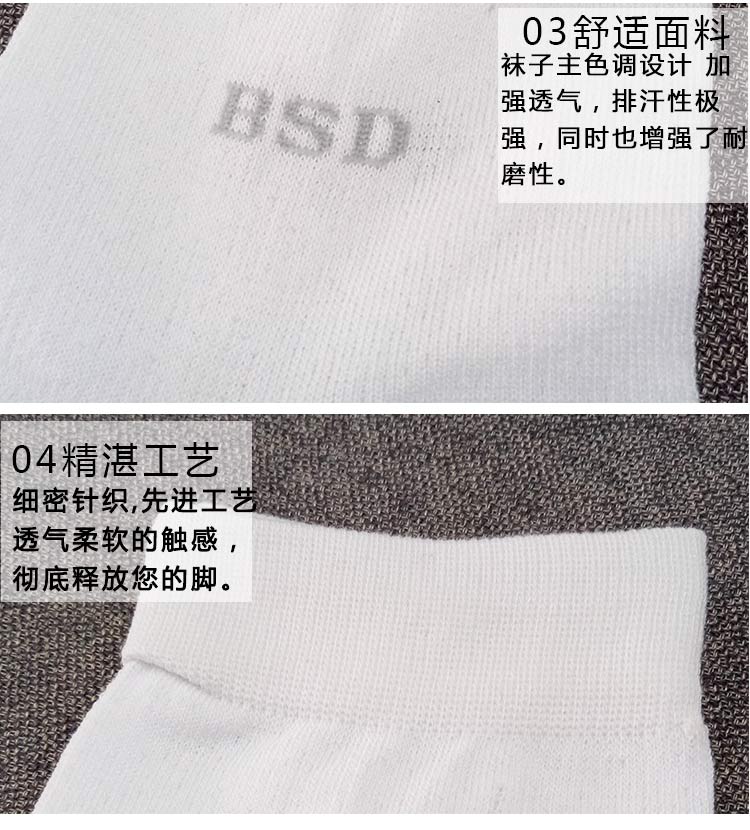 BSD
03舒适面料
袜子主色调设计 加
强透气，排汗性极
强，同时也增强了耐
磨性。
04精湛工艺
细密针织,先进工艺
透气柔软的触感，
彻底释放您的脚。